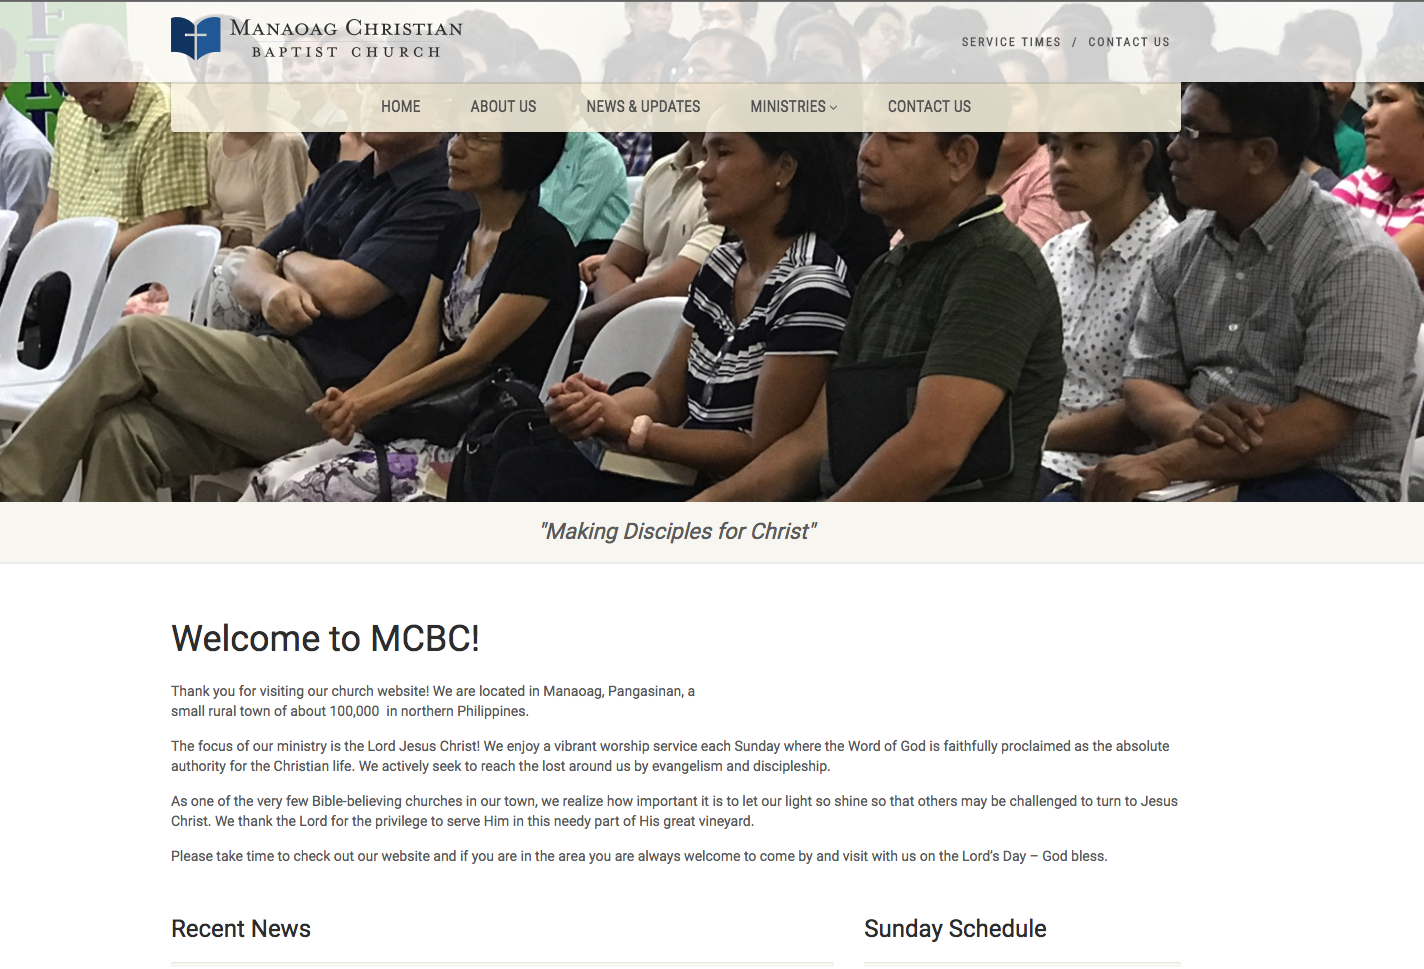 MANAOAG CHRISTIAN
BAPTIST CHURCH
SERVICE TIMES / CONTACT US
HOME ABOUT US NEWS & UPDATES MINISTRIES CONTACT US
"Making Disciples for Christ"
Welcome to MCBC!
Thank you for visiting our church website! We are located in Manaoag, Pangasinan, a
small rural town of about 100,000 in northern Philippines.
The focus of our ministry is the Lord Jesus Christ! We enjoy a vibrant worship service each Sunday where the Word of God is faithfully proclaimed as the absolute
authority for the Christian life. We actively seek to reach the lost around us by evangelism and discipleship.
As one of the very few Bible-believing churches in our town, we realize how important it is to let our light so shine so that others may be challenged to turn to Jesus
Christ. We thank the Lord for the privilege to serve Him in this needy part of His great vineyard.
Please take time to check out our website and if you are in the area you are always welcome to come by and visit with us on the Lord's Day – God bless.
Recent News
Sunday Schedule